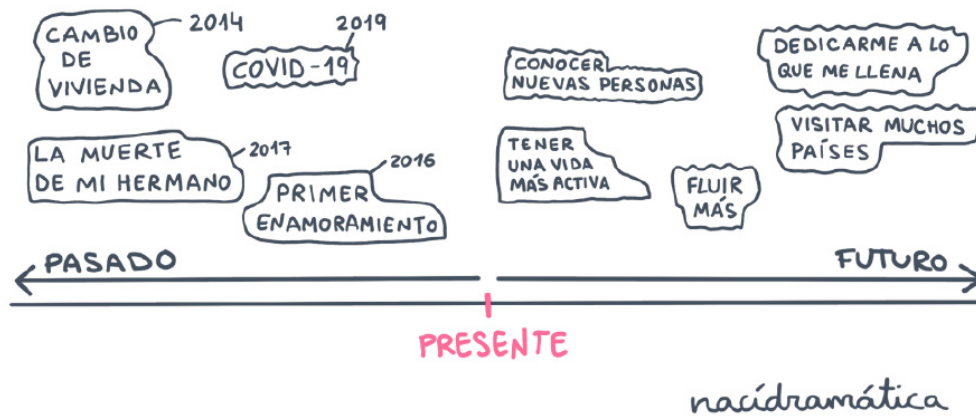 CAMBIO
DE
VIVIENDA
2014
COVID-19
2019
LA MUERTE
DE MI HERMANO
2017
PRIMER
ENAMORAMIENTO
2016
CONOCER
NUEVAS PERSONAS
DEDICARME A LO
QUE ME LLENA
TENER
UNA VIDA
MÁS ACTIVA
FLUIR
MÁS
VISITAR MUCHOS
PAÍSES
PASADO
FUTURO
PRESENTE
nacídramática